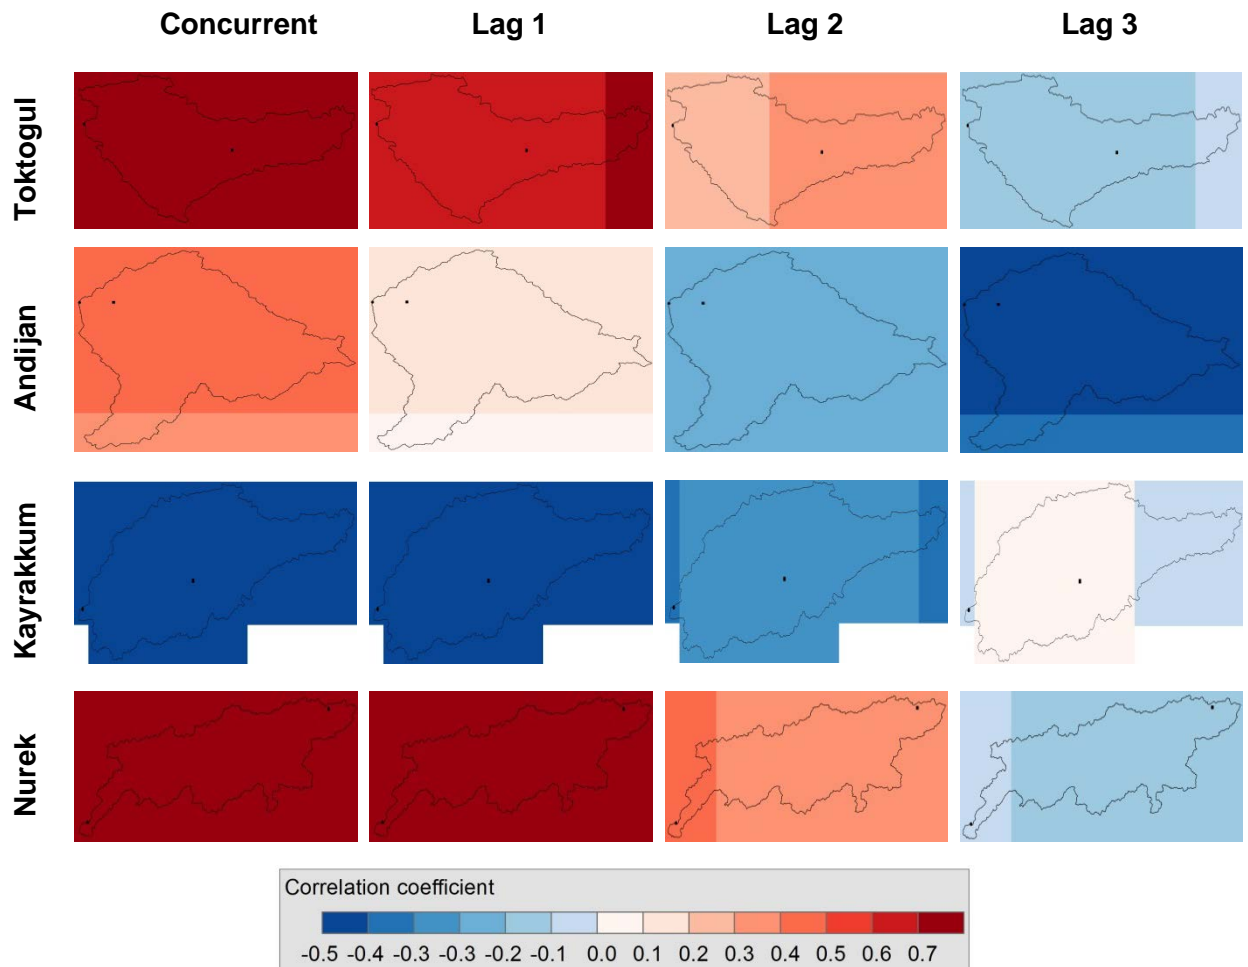 Concurrent Lag 1 Lag 2 Lag 3
Toktogul
Andijan
Kayrakkum
Nurek
Correlation coefficient
-0.5 -0.4 -0.3 -0.3 -0.2 -0.1 0.0 0.1 0.2 0.3 0.4 0.5 0.6 0.7